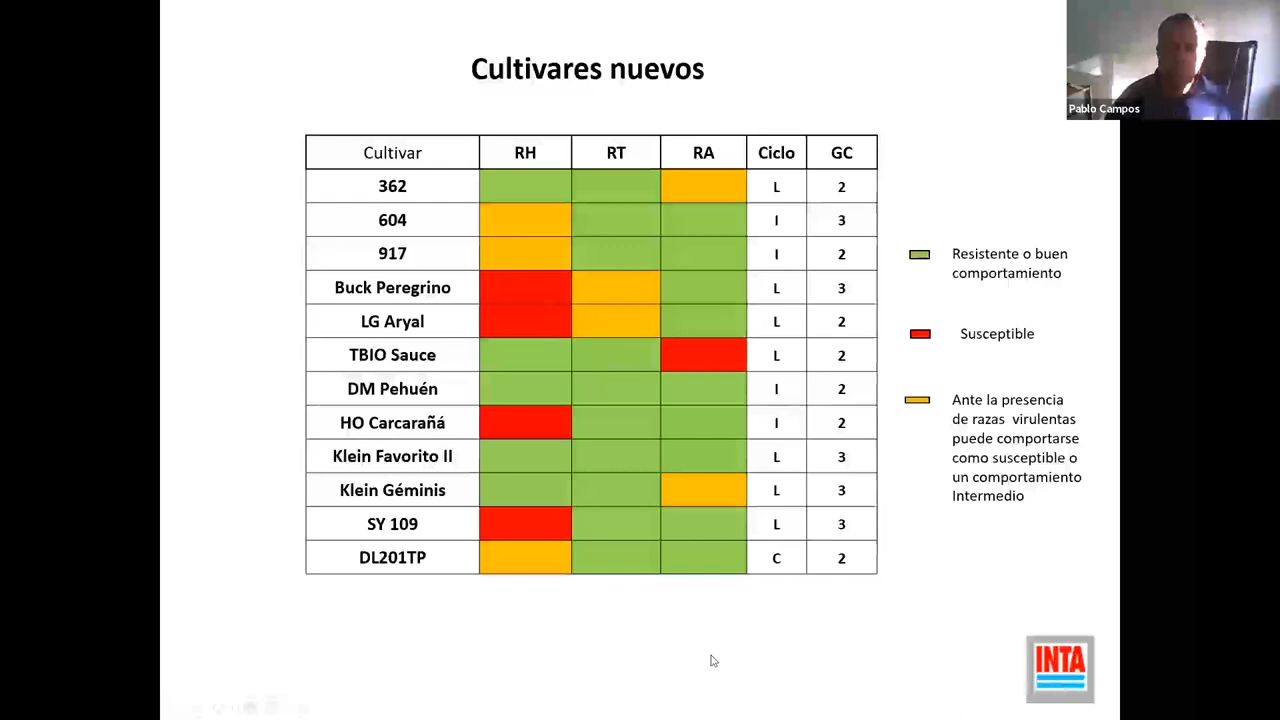 Cultivares nuevos
Pablo Campos
Cultivar RH RT RA Ciclo GC
362 L 2
604 I 3
917 I 2
Buck Peregrino L 3
LG Aryal L 2
TBIO Sauce L 2
DM Pehuén I 2
HO Carcarañá I 2
Klein Favorito II L 3
Klein Géminis L 3
SY 109 L 3
DL201TP C 2
Resistente o buen
comportamiento
Susceptible
Ante la presencia
de razas virulentas
puede comportarse
como susceptible o
un comportamiento
Intermedio
INTA